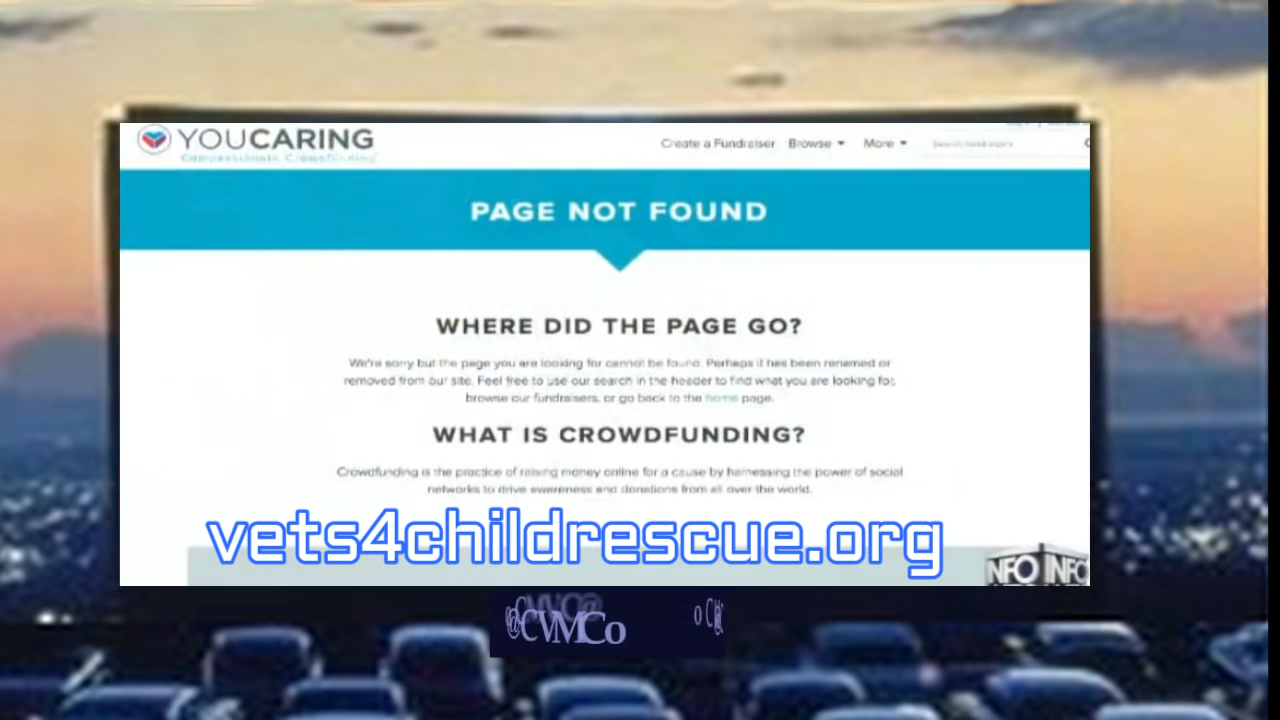 YOUCARING
Compassionate Crowdfunding
Create a Fundraiser Browse More Search fundraisers
PAGE NOT FOUND
WHERE DID THE PAGE GO?
We're sorry but the page you are looking for cannot be found. Perhaps it has been renamed or
removed from our site. Feel free to use our search in the header to find what you are looking for,
browse our fundraisers, or go back to the home page.
WHAT IS CROWDFUNDING?
Crowdfunding is the practice of raising money online for a cause by harnessing the power of social
networks to drive awareness and donations from all over the world.
vets4childrescue.org
NFO INFO